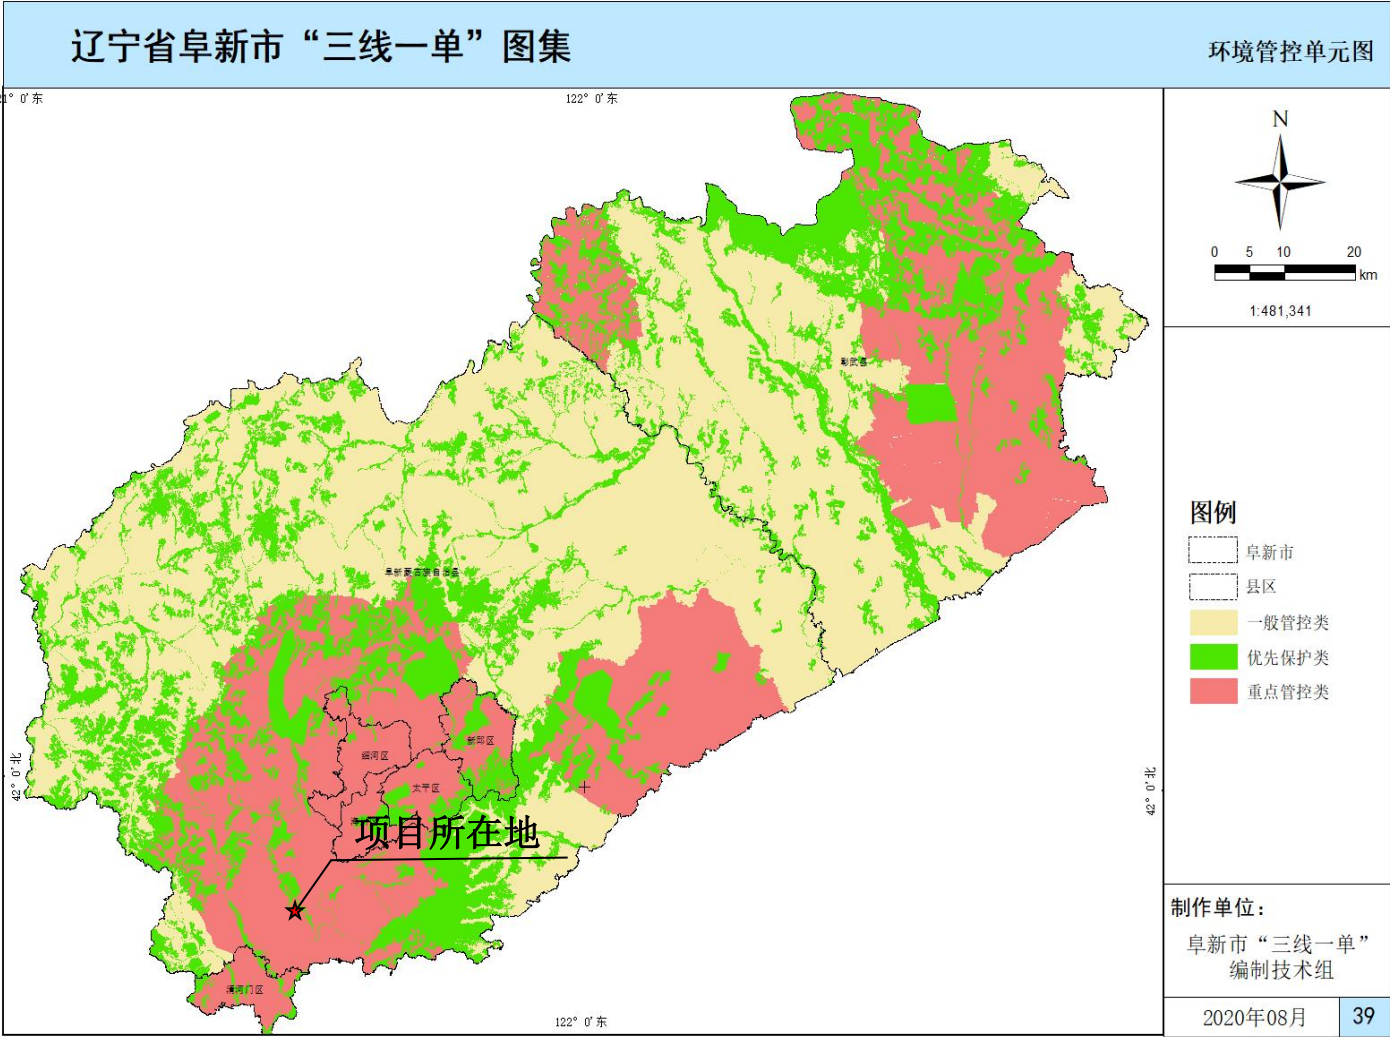 辽宁省阜新市“三线一单”图集
环境管控单元图
1° 0′东
122° 0′东
N
0 5 10 20
km
1:481,341
彰武县
图例
阜新市
县区
一般管控类
优先保护类
重点管控类
阜新蒙古族自治县
新邱区
细河区
太平区
42° 0′北
42° 0′北
项目所在地
清河门区
制作单位：
阜新市“三线一单”
编制技术组
122° 0′东
2020年08月
39